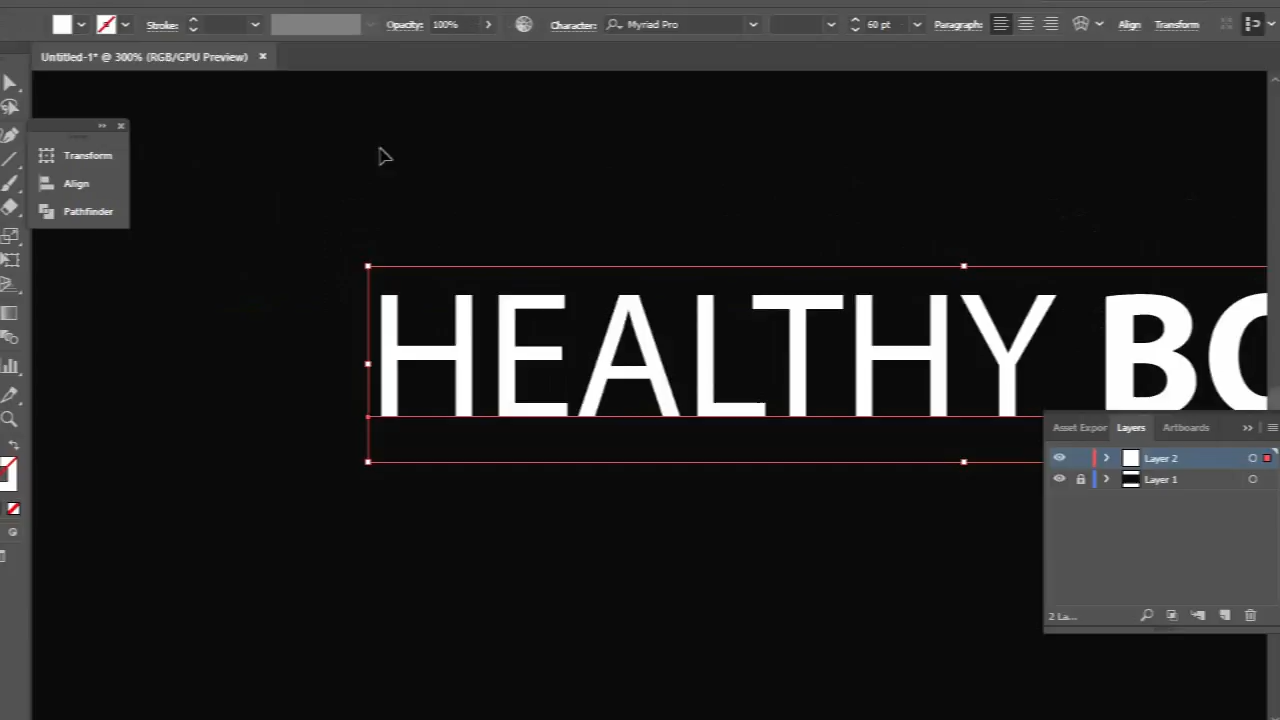 Stroke: Opacity: 100% Character: Myriad Pro 60 pt Paragraph: Align Transform
Untitled-1* @ 300% (RGB/GPU Preview)
Transform
Align
Pathfinder
HEALTHY BO
Asset Expor Layers Artboards
Layer 2
Layer 1
2 La...